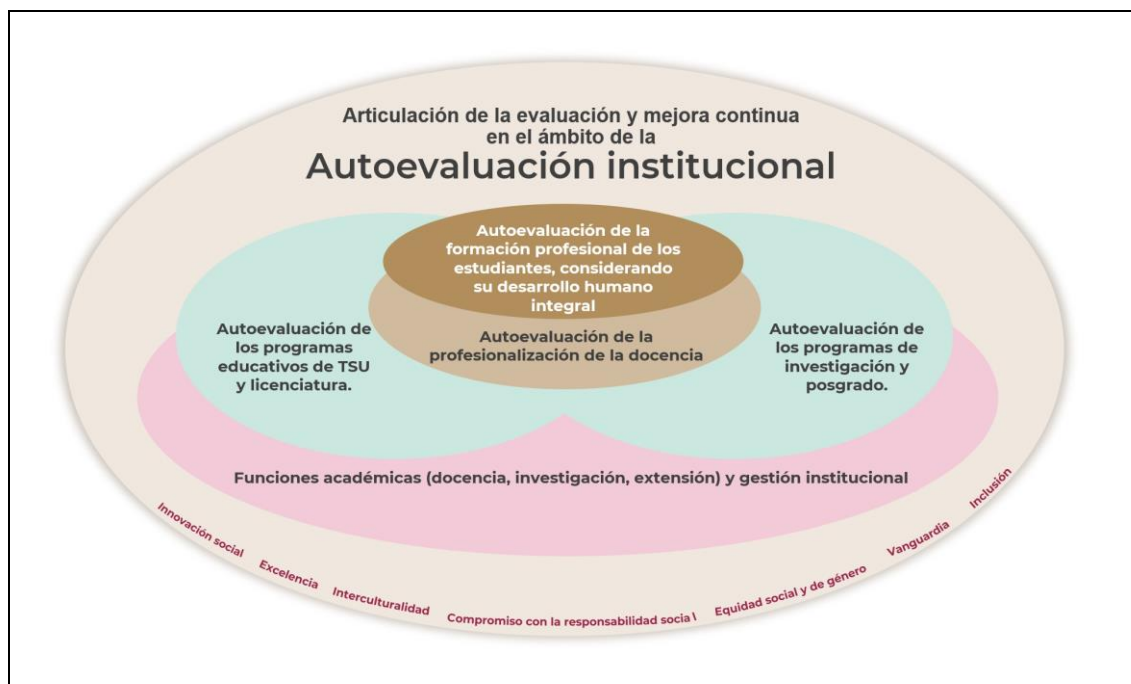 Articulación de la evaluación y mejora continua
en el ámbito de la
Autoevaluación institucional
Autoevaluación de la
formación profesional de los
estudiantes, considerando
su desarrollo humano
integral
Autoevaluación de la
profesionalización de la docencia
Autoevaluación de
los programas
educativos de TSU
y licenciatura.
Autoevaluación de
los programas de
investigación y
posgrado.
Funciones académicas (docencia, investigación, extensión) y gestión institucional
Innovación social
Excelencia
Interculturalidad
Compromiso con la responsabilidad socia l
Equidad social y de género
Vanguardia
Inclusión